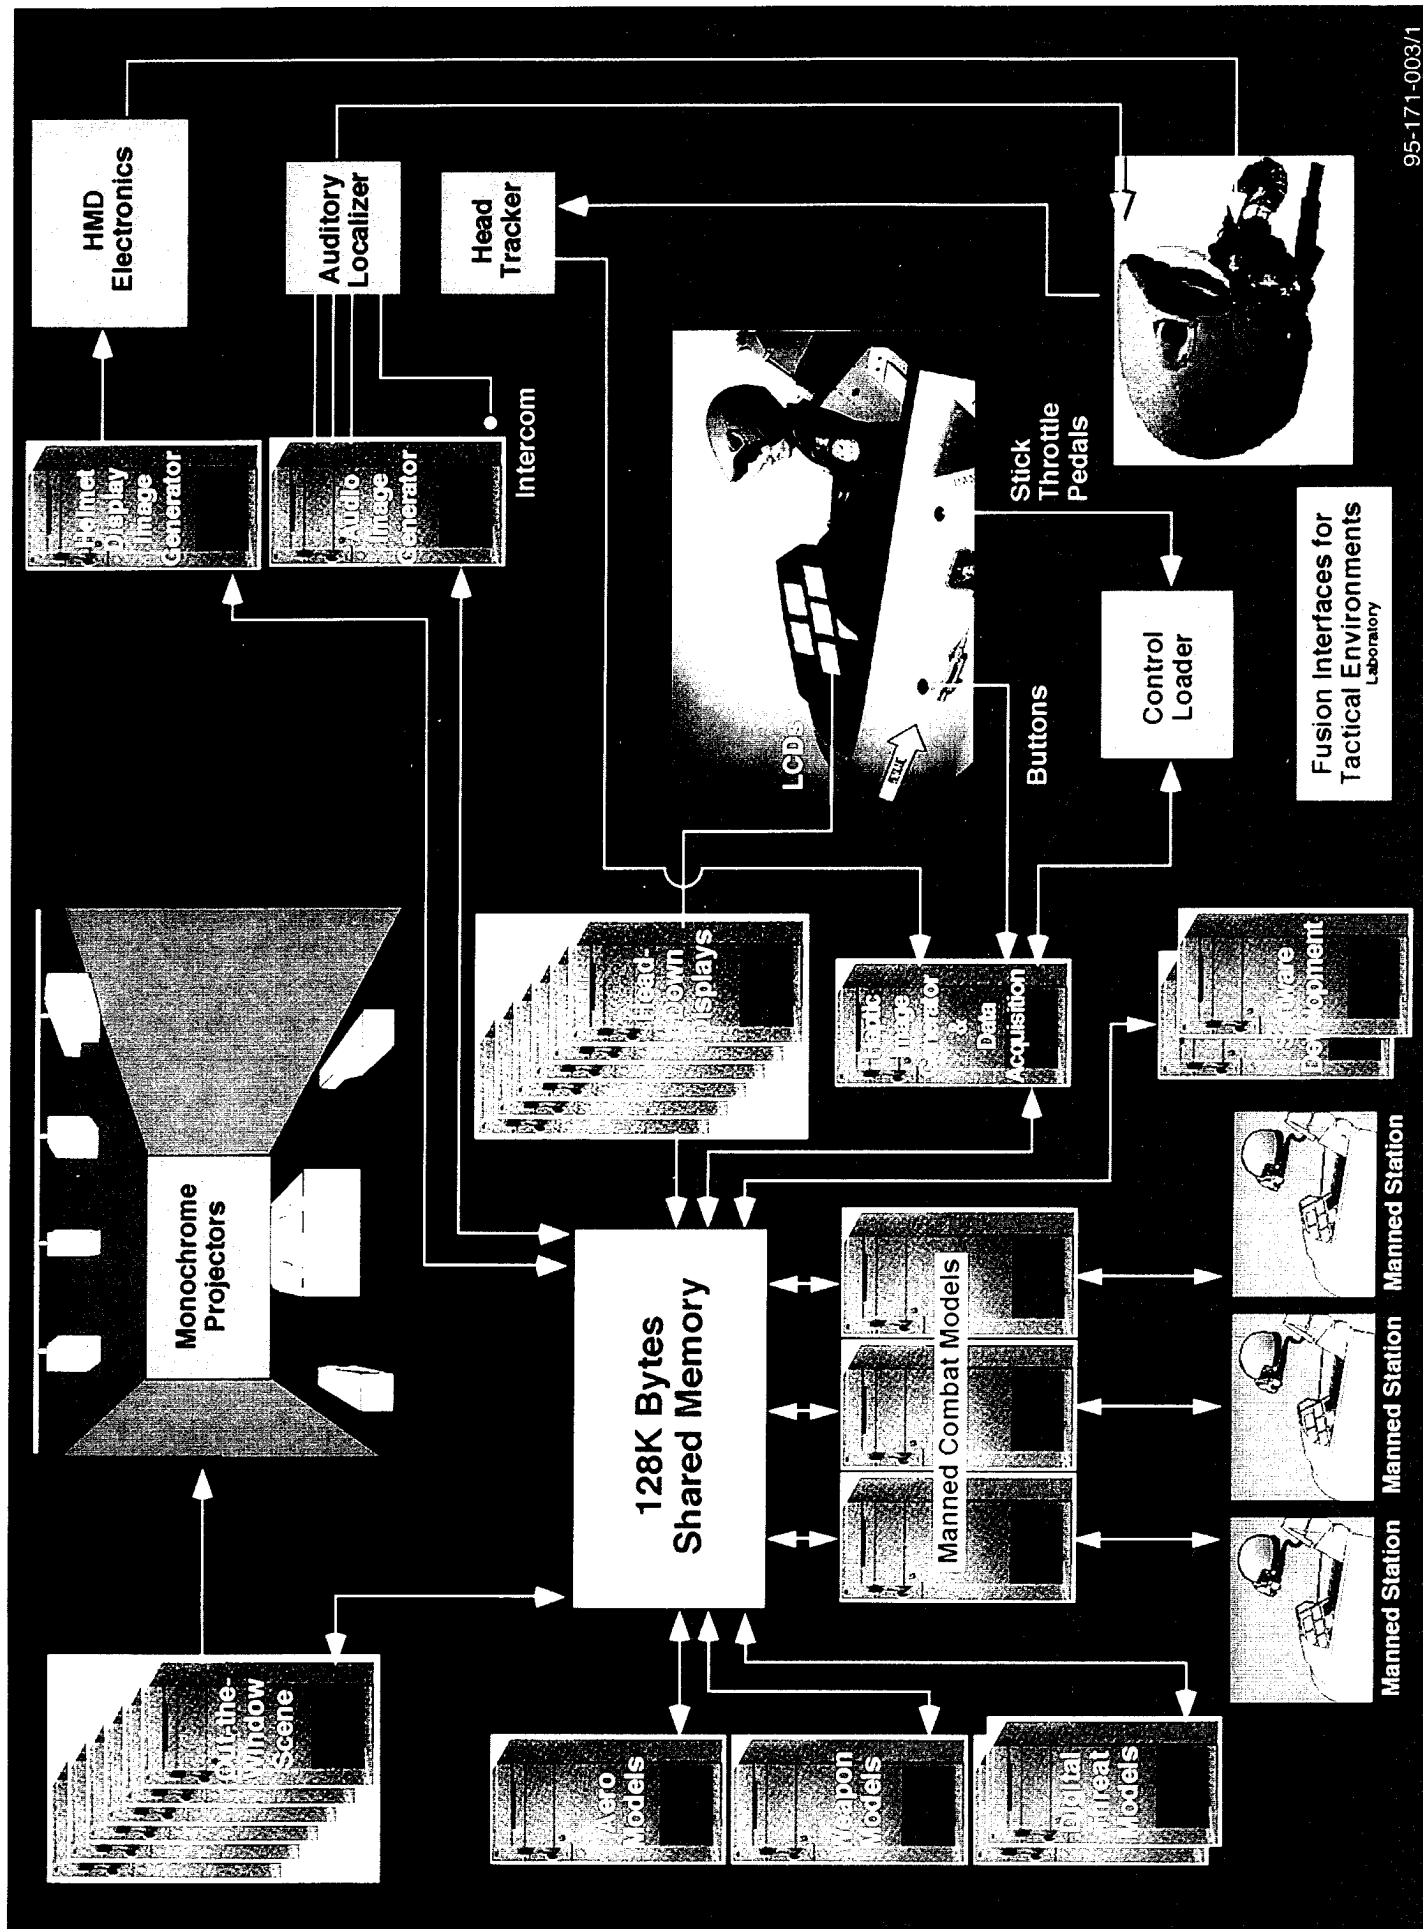 Out-the-
Window
Scene
Monochrome
Projectors
Helmet
Display
Image
Generator
HMD
Electronics
Audio
Image
Generator
Auditory
Localizer
Intercom
Head
Tracker
Aero
Models
Weapon
Models
Digital
Threat
Models
128K Bytes
Shared Memory
Head-
Down
Displays
LCDs
Manned Combat Models
Haptic
Image
Generator
&
Data
Acquisition
Buttons
Stick
Throttle
Pedals
Control
Loader
Software
Development
Manned Station
Manned Station
Manned Station
Fusion Interfaces for
Tactical Environments
Laboratory
95-171-003/1